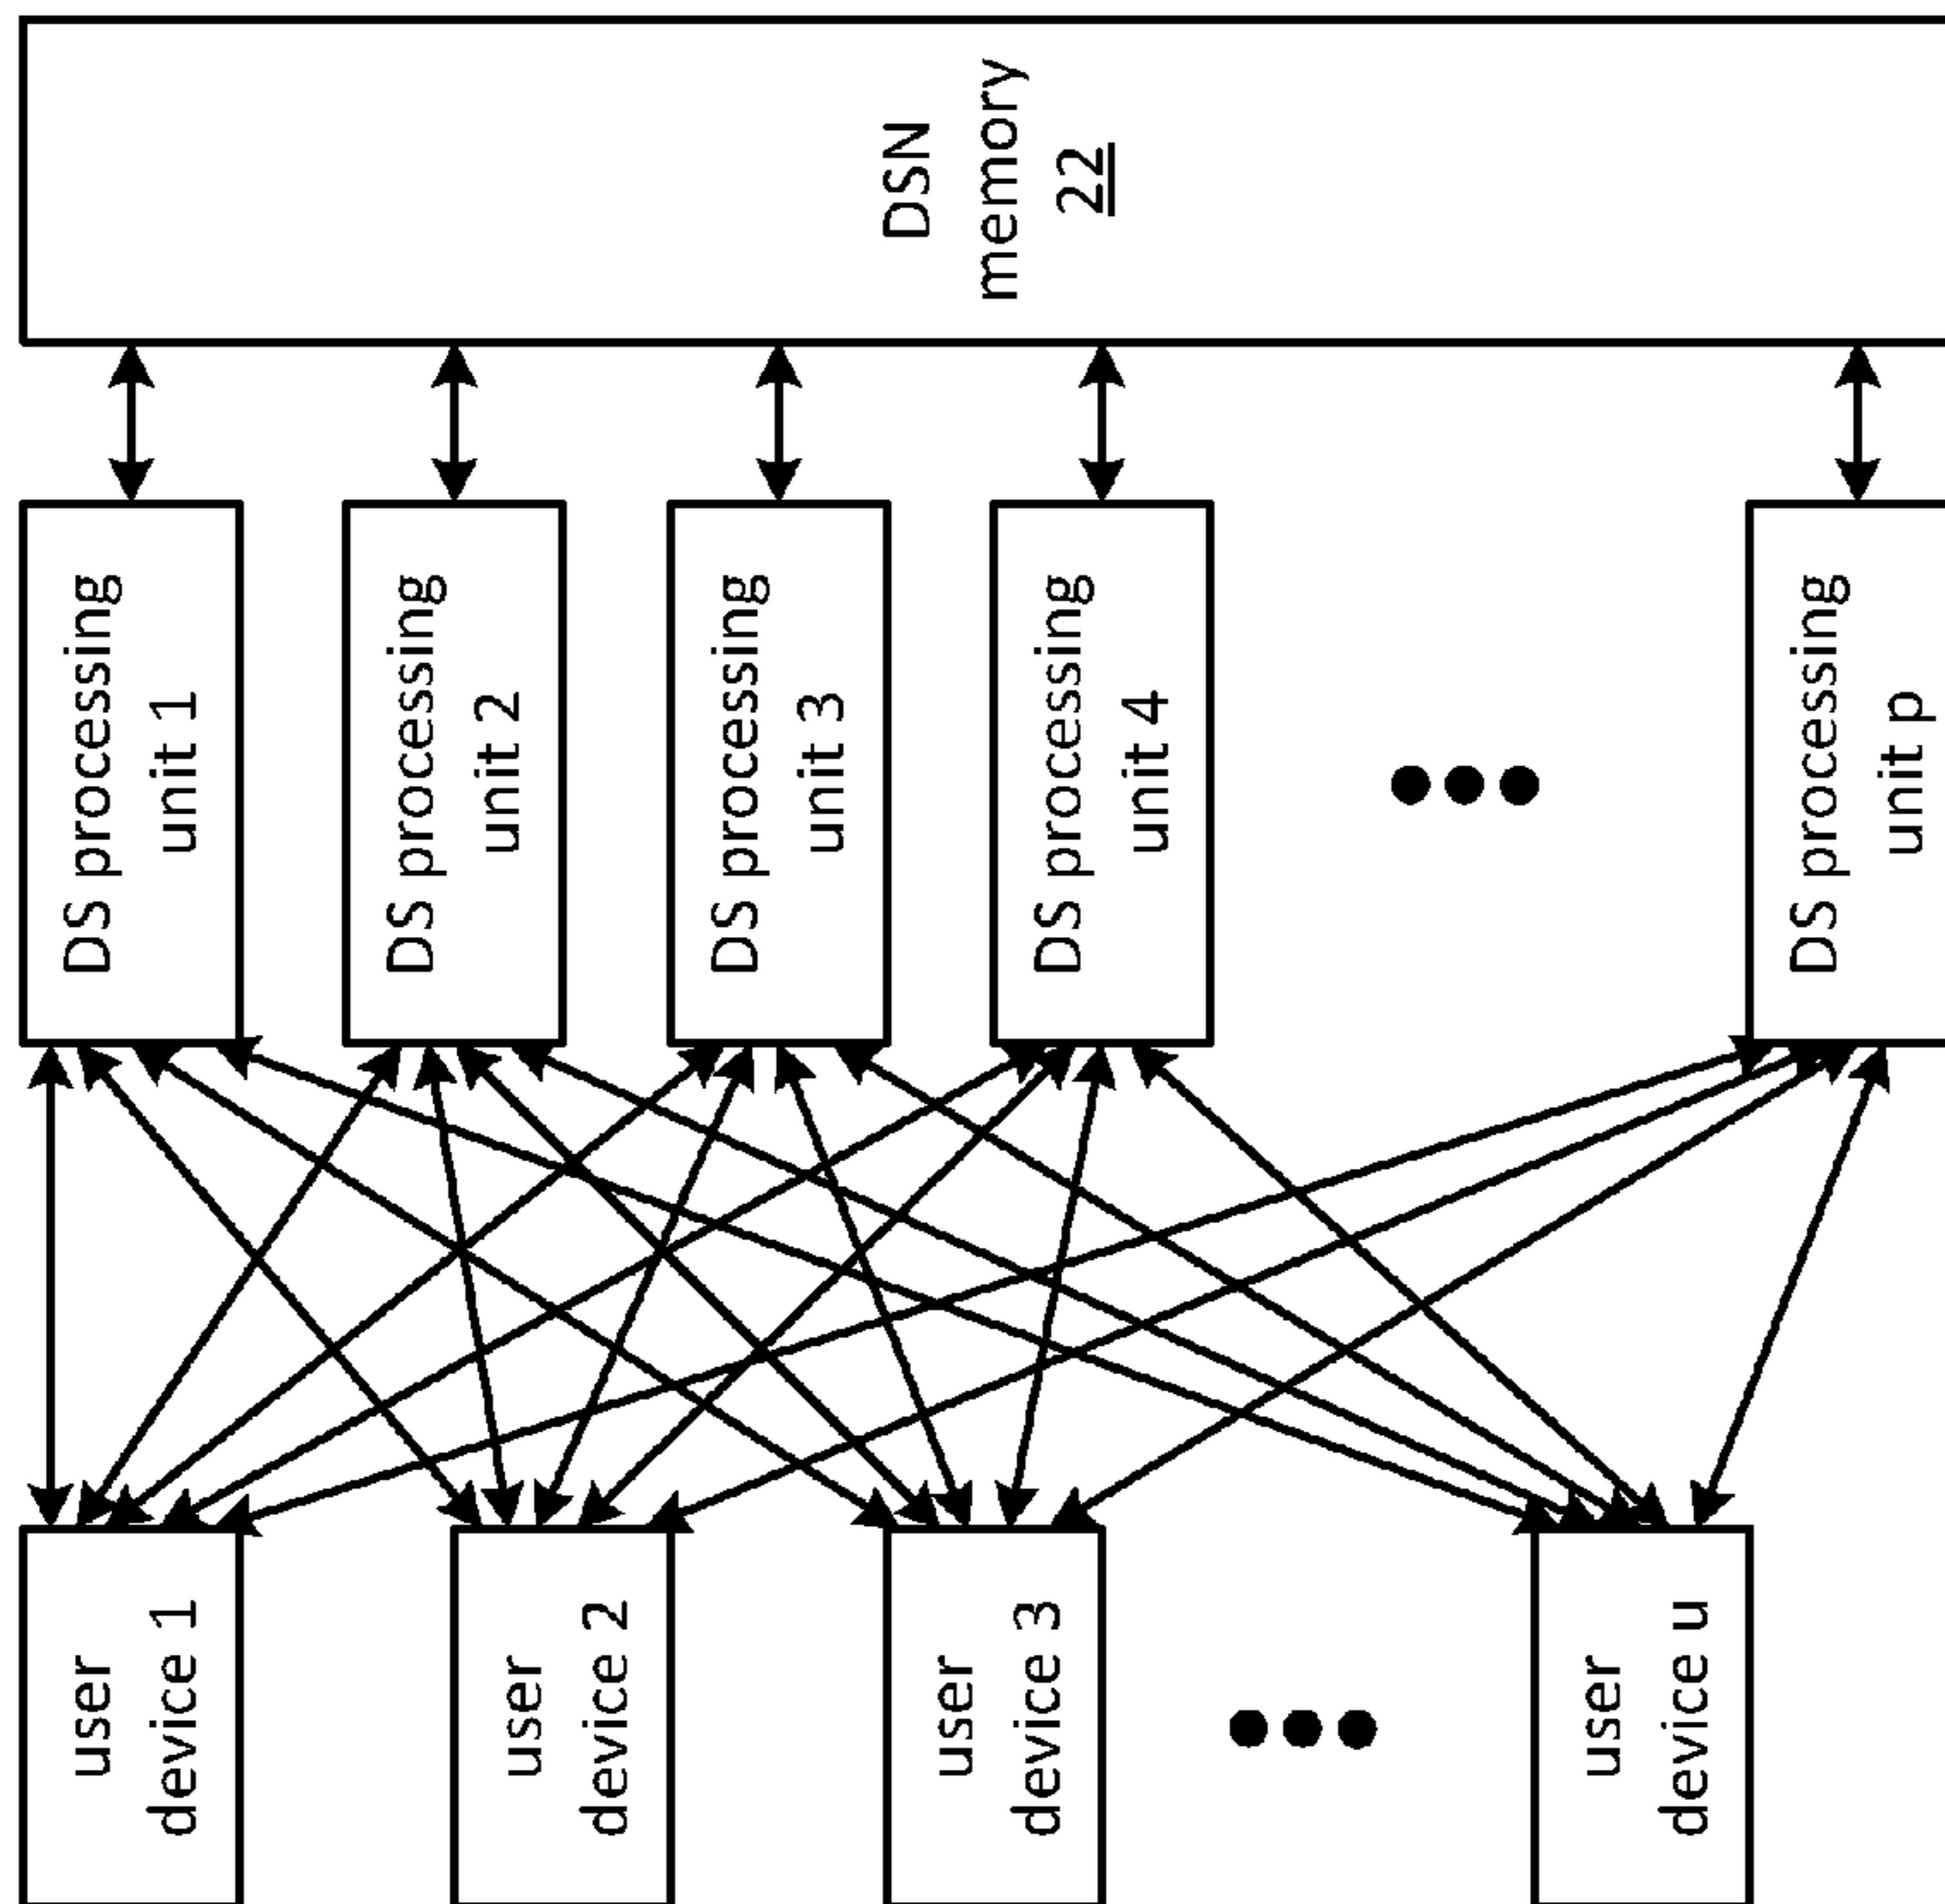 user
device 1
user
device 2
user
device 3
user
device u
DS processing
unit 1
DS processing
unit 2
DS processing
unit 3
DS processing
unit 4
DS processing
unit p
DSN
memory
22